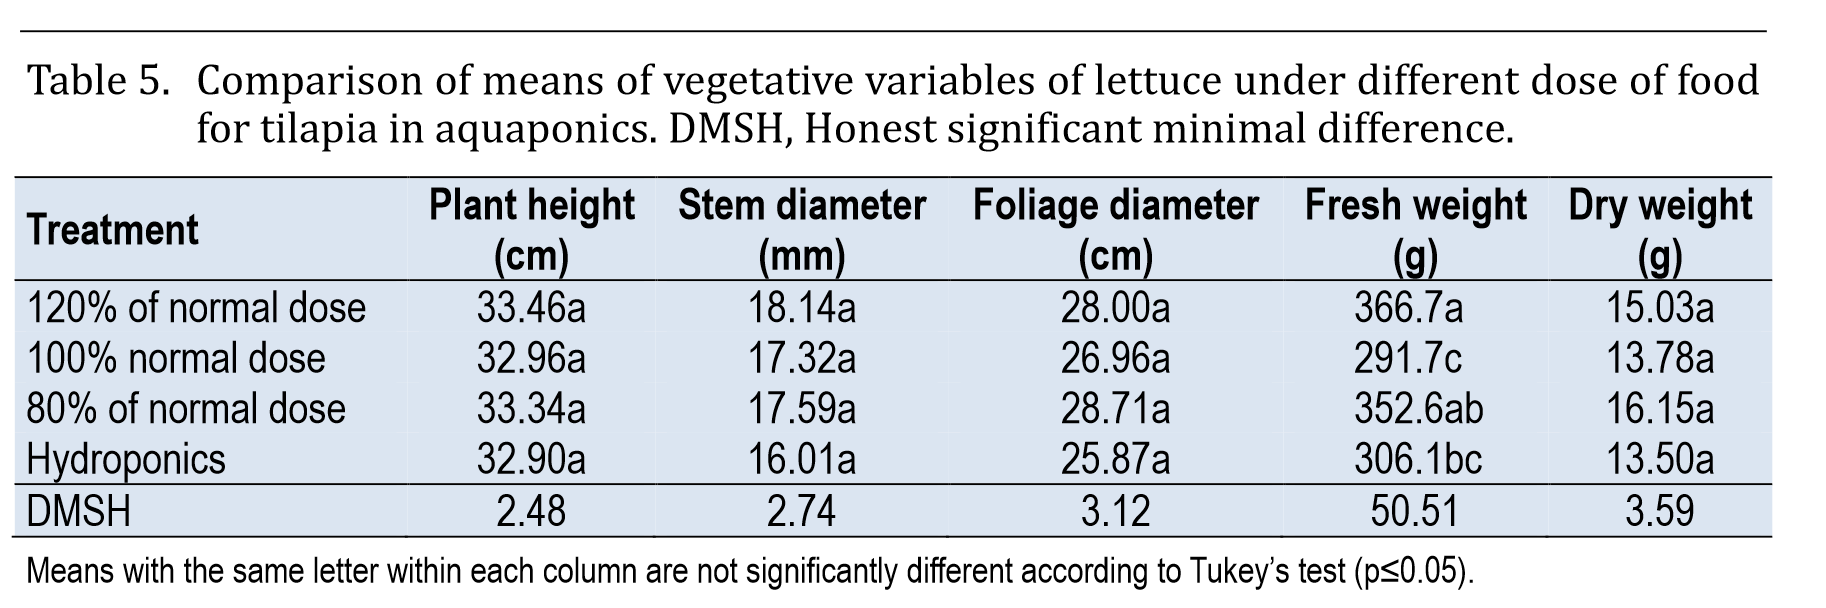 Table 5. Comparison of means of vegetative variables of lettuce under different dose of food
for tilapia in aquaponics. DMSH, Honest significant minimal difference.
Treatment Plant height (cm) Stem diameter (mm) Foliage diameter (cm) Fresh weight (g) Dry weight (g)
120% of normal dose 33.46a 18.14a 28.00a 366.7a 15.03a
100% normal dose 32.96a 17.32a 26.96a 291.7c 13.78a
80% of normal dose 33.34a 17.59a 28.71a 352.6ab 16.15a
Hydroponics 32.90a 16.01a 25.87a 306.1bc 13.50a
DMSH 2.48 2.74 3.12 50.51 3.59
Means with the same letter within each column are not significantly different according to Tukey’s test (p≤0.05).